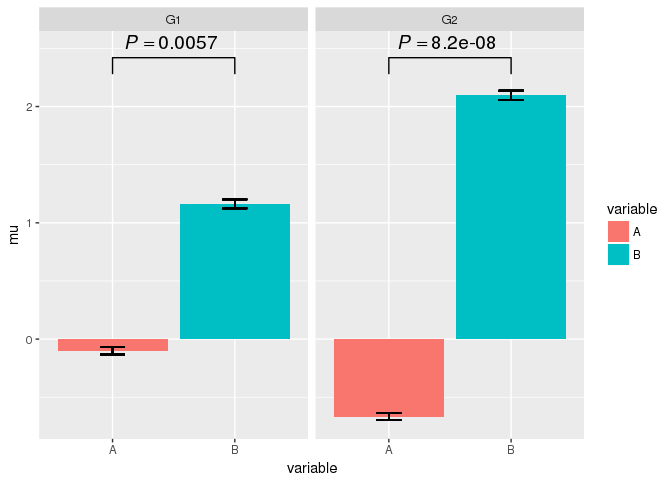 G1
G2
P = 0.0057
P = 8.2e-08
mu
2
1
0
A
B
A
B
variable
variable
A
B